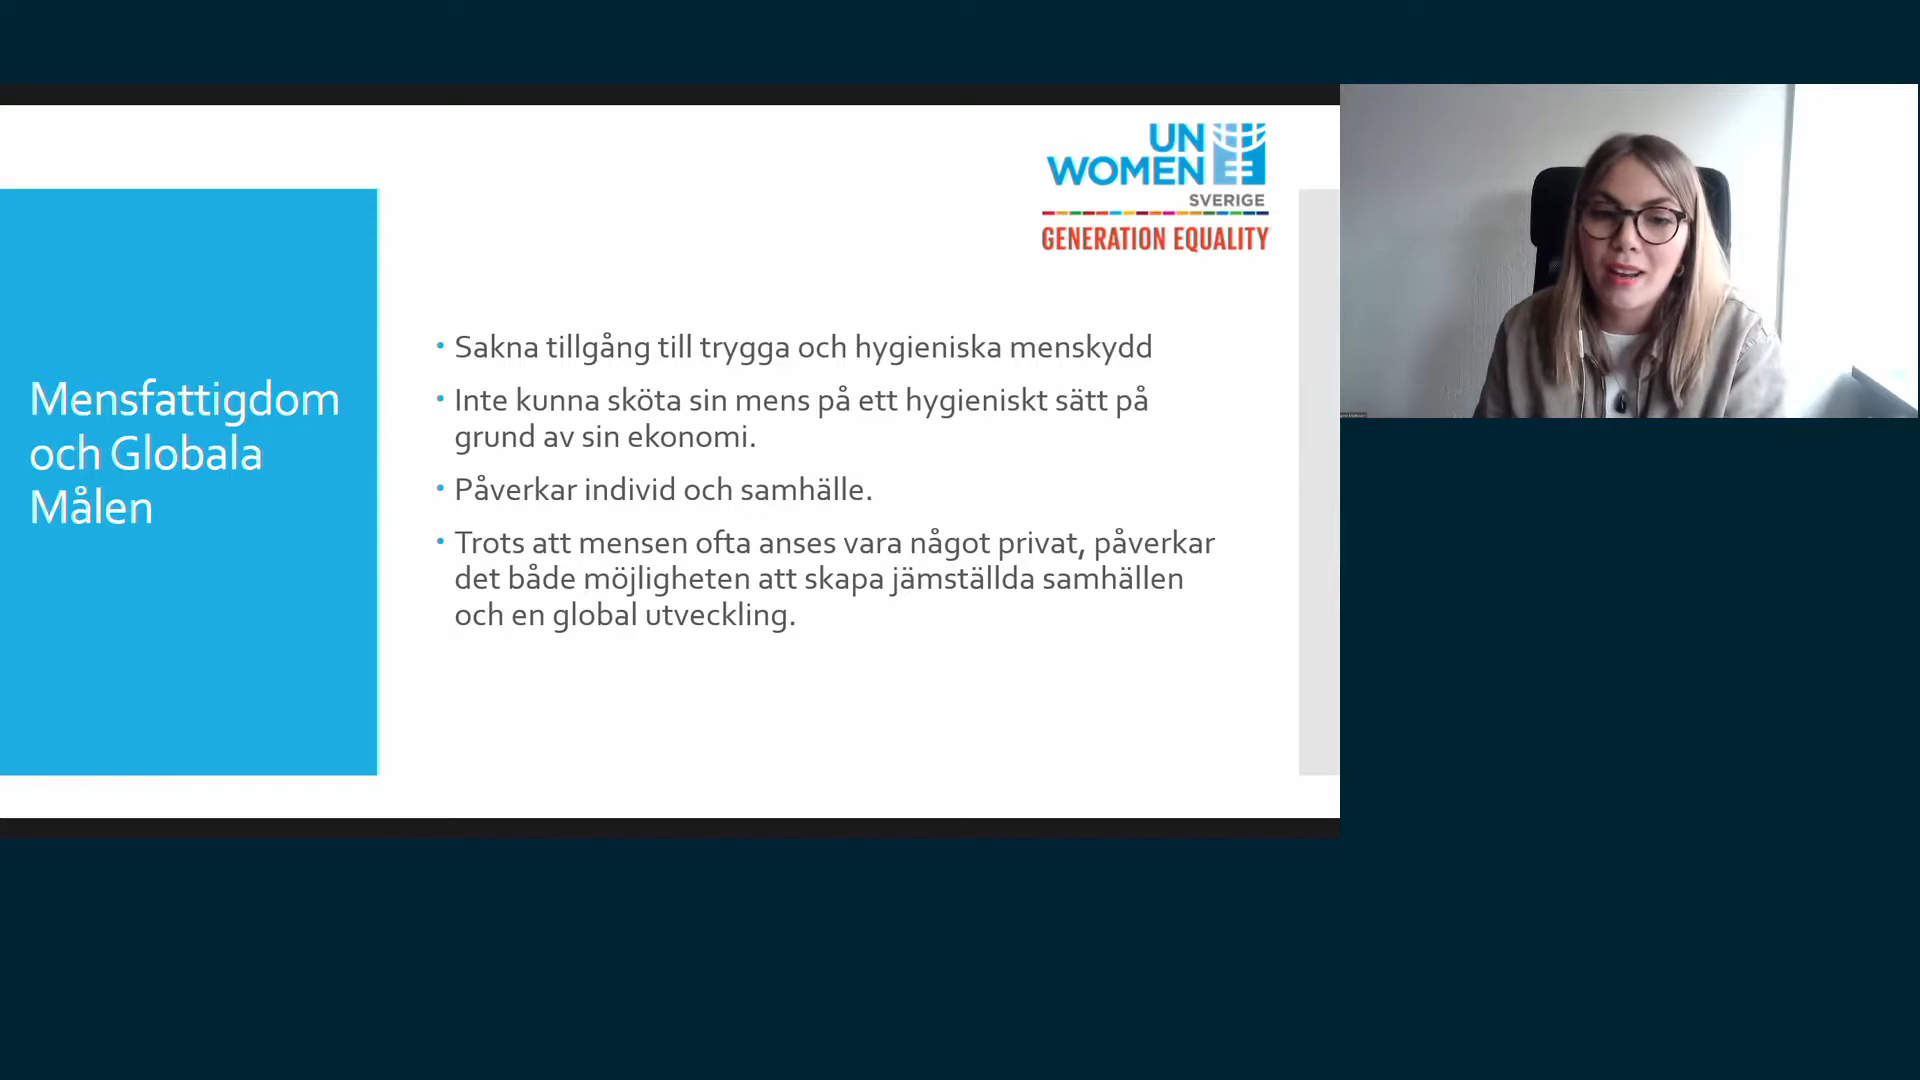 UN
WOMEN
SVERIGE
GENERATION EQUALITY
Mensfattigdom
och Globala
Målen
• Sakna tillgång till trygga och hygieniska menskydd
• Inte kunna sköta sin mens på ett hygieniskt sätt på
grund av sin ekonomi.
• Påverkar individ och samhälle.
• Trots att mensen ofta anses vara något privat, påverkar
det både möjligheten att skapa jämställda samhällen
och en global utveckling.